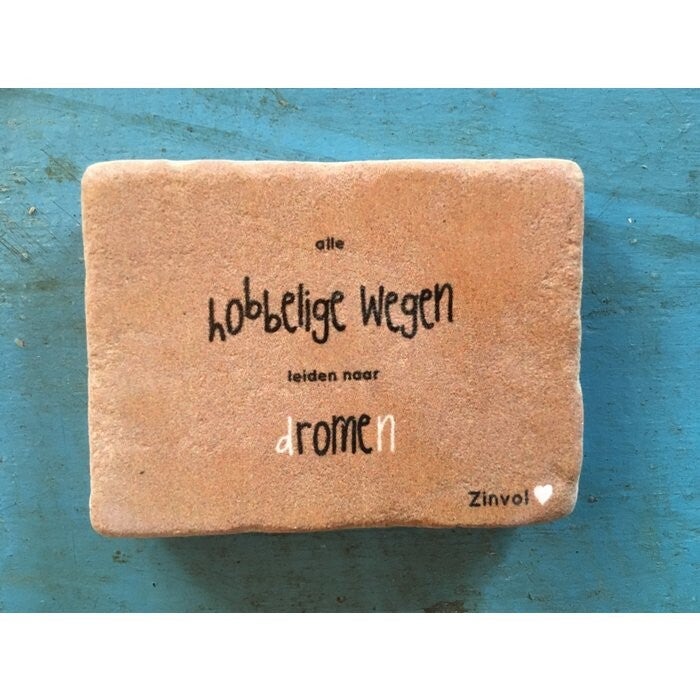 alle
hobbelige wegen
leiden naar
dromen
Zinvol